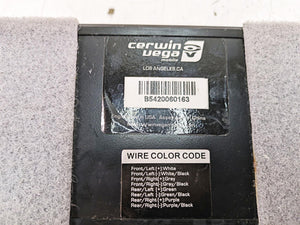 cerwin
vega
mobile
LOS ANGELES, CA
B5420060163
WIRE COLOR CODE
Front/Left(+)White
Front/Left(-)White/Black
Front/Right(+)Grey
Front/Right(-)Grey/Black
Rear/Left(+)Green
Rear/Left(-)Green/Black
Rear/Right(+)Purple
Rear/Right(-)Purple/Black